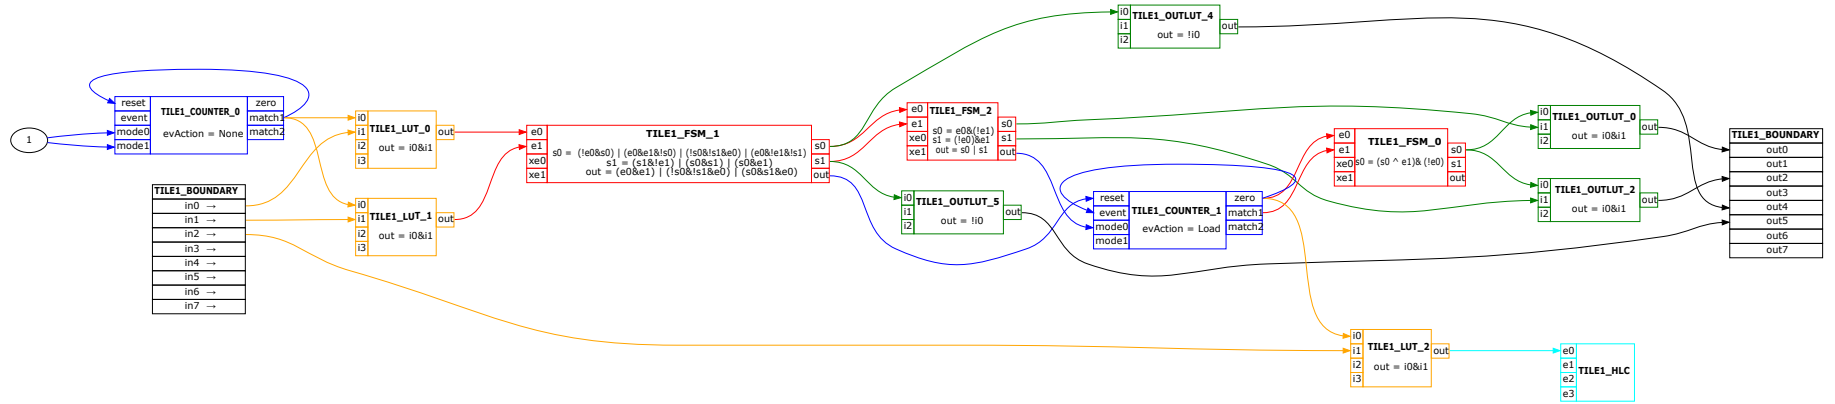 1
reset
event
mode0
mode1
TILE1_COUNTER_0
evAction = None
zero
match1
match2
TILE1_BOUNDARY
in0 →
in1 →
in2 →
in3 →
in4 →
in5 →
in6 →
in7 →
i0
i1
i2
i3
TILE1_LUT_0
out = i0&i1
out
i0
i1
i2
i3
TILE1_LUT_1
out = i0&i1
out
e0
e1
xe0
xe1
TILE1_FSM_1
s0 = (!e0&s0) | (e0&e1&!s0) | (!s0&!s1&e0) | (e0&!e1&!s1)
s1 = (s1&!e1) | (s0&s1) | (s0&e1)
out = (e0&e1) | (!s0&!s1&e0) | (s0&s1&e0)
s0
s1
out
e0
e1
xe0
xe1
TILE1_FSM_2
s0 = e0&(!e1)
s1 = (!e0)&e1
out = s0 | s1
s0
s1
out
i0
i1
i2
TILE1_OUTLUT_5
out = !i0
out
i0
i1
i2
TILE1_OUTLUT_4
out = !i0
out
reset
event
mode0
mode1
TILE1_COUNTER_1
evAction = Load
zero
match1
match2
e0
e1
xe0
xe1
TILE1_FSM_0
s0 = (s0 ^ e1)& (!e0)
s0
s1
out
i0
i1
i2
i3
TILE1_LUT_2
out = i0&i1
out
i0
i1
i2
TILE1_OUTLUT_0
out = i0&i1
out
i0
i1
i2
TILE1_OUTLUT_2
out = i0&i1
out
e0
e1
e2
e3
TILE1_HLC
TILE1_BOUNDARY
out0
out1
out2
out3
out4
out5
out6
out7